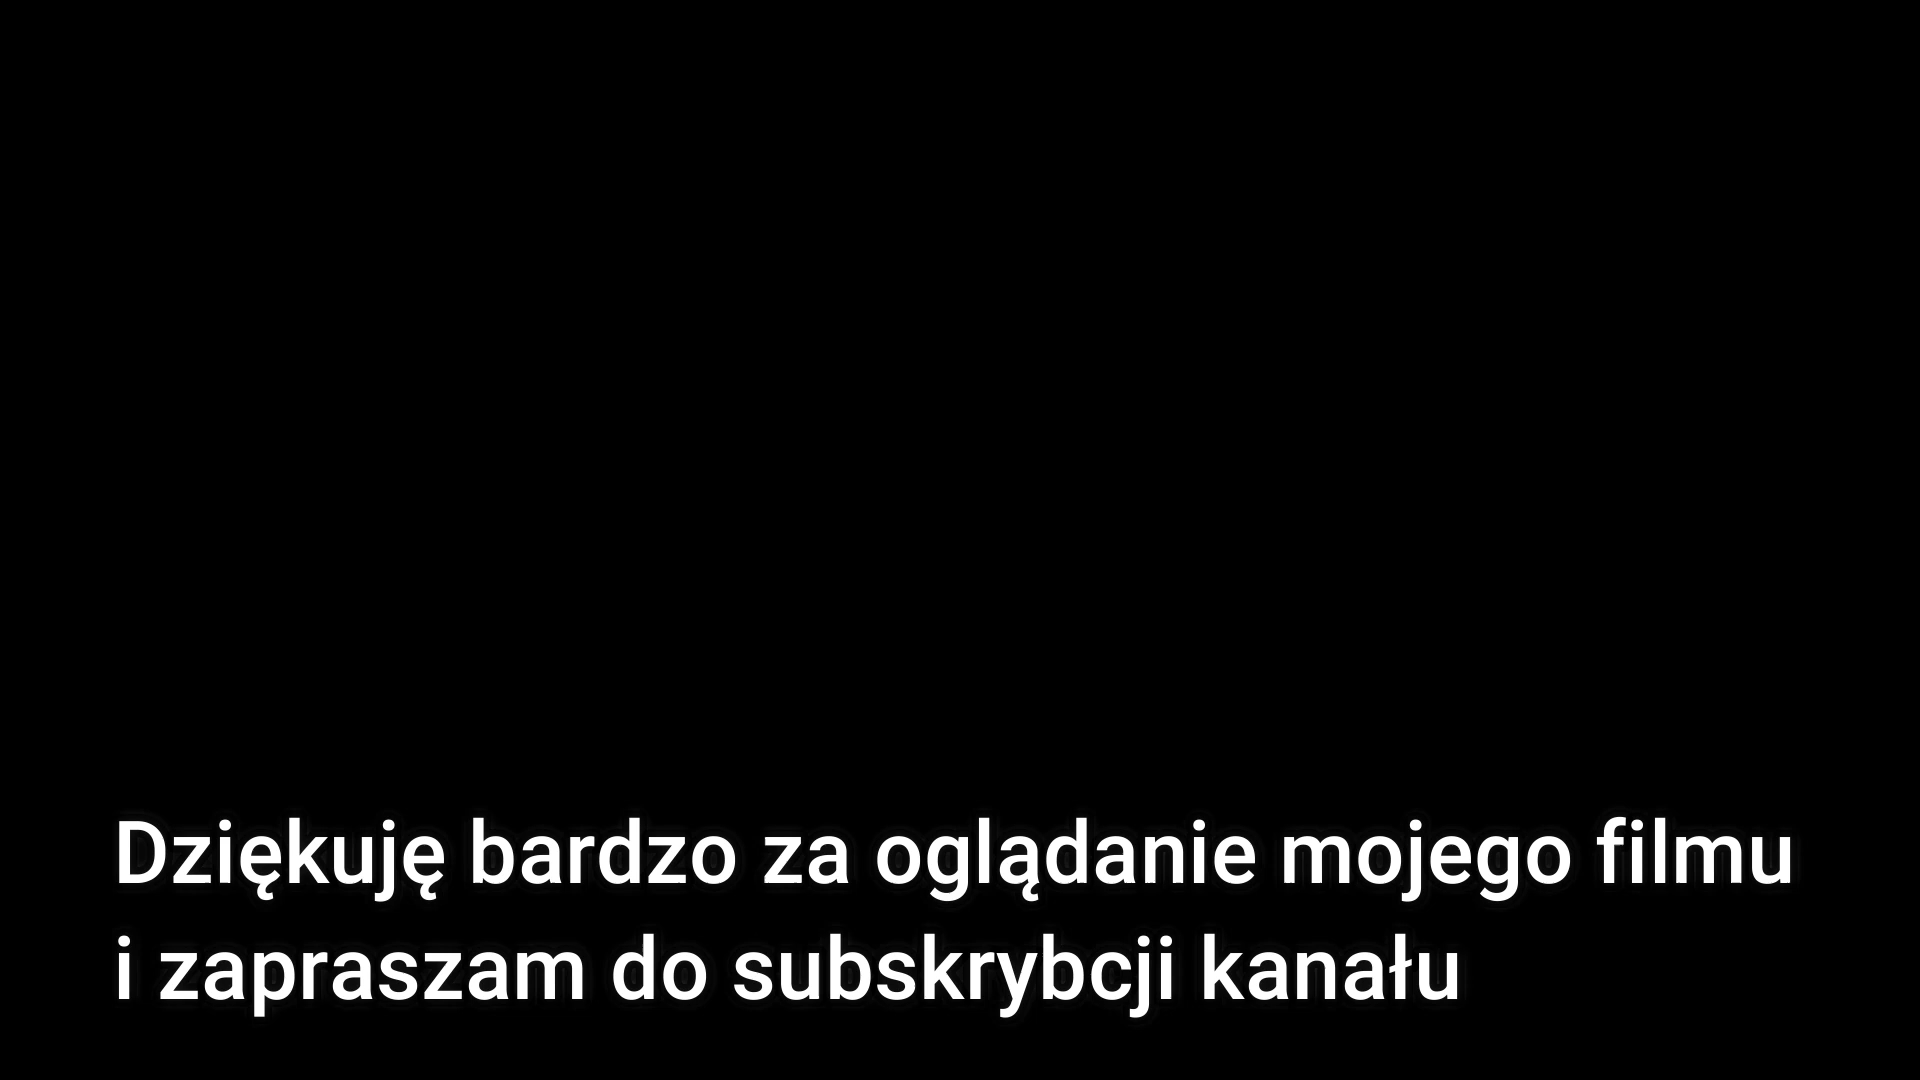 Dziękuję bardzo za oglądanie mojego filmu
i zapraszam do subskrybcji kanału